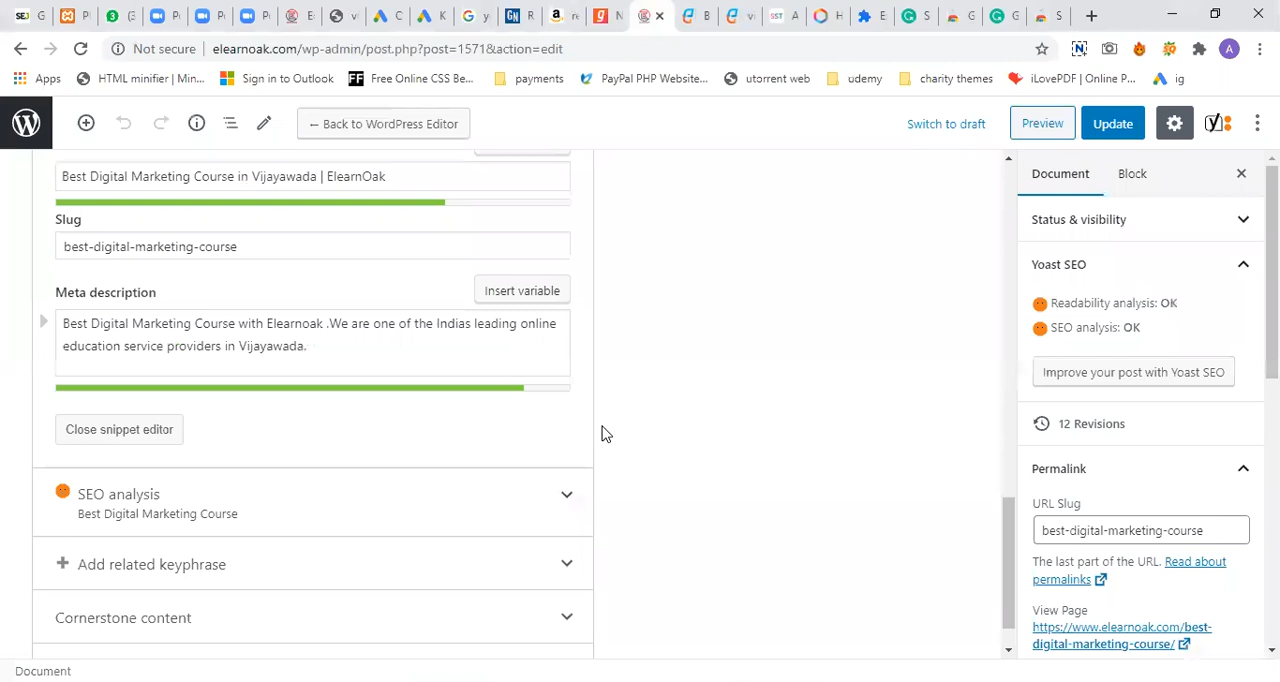 G
Pl
(3
Po
Po
Po
E
v
C
K
y
R
re
N
B
v
A
H
E
S
G
G
S
Not secure
elearnoak.com/wp-admin/post.php?post=1571&action=edit
A
Apps
HTML minifier | Min...
Sign in to Outlook
FF Free Online CSS Be...
payments
PayPal PHP Website...
utorrent web
udemy
charity themes
iLovePDF | Online P...
ig
← Back to WordPress Editor
Switch to draft
Preview
Update
Best Digital Marketing Course in Vijayawada | ElearnOak
Slug
best-digital-marketing-course
Meta description
Insert variable
Best Digital Marketing Course with Elearnoak .We are one of the Indias leading online
education service providers in Vijayawada.
Close snippet editor
SEO analysis
Best Digital Marketing Course
Add related keyphrase
Cornerstone content
Document
Block
Status & visibility
Yoast SEO
Readability analysis: OK
SEO analysis: OK
Improve your post with Yoast SEO
12 Revisions
Permalink
URL Slug
best-digital-marketing-course
The last part of the URL. Read about
permalinks
View Page
https://www.elearnoak.com/best-
digital-marketing-course/
Document